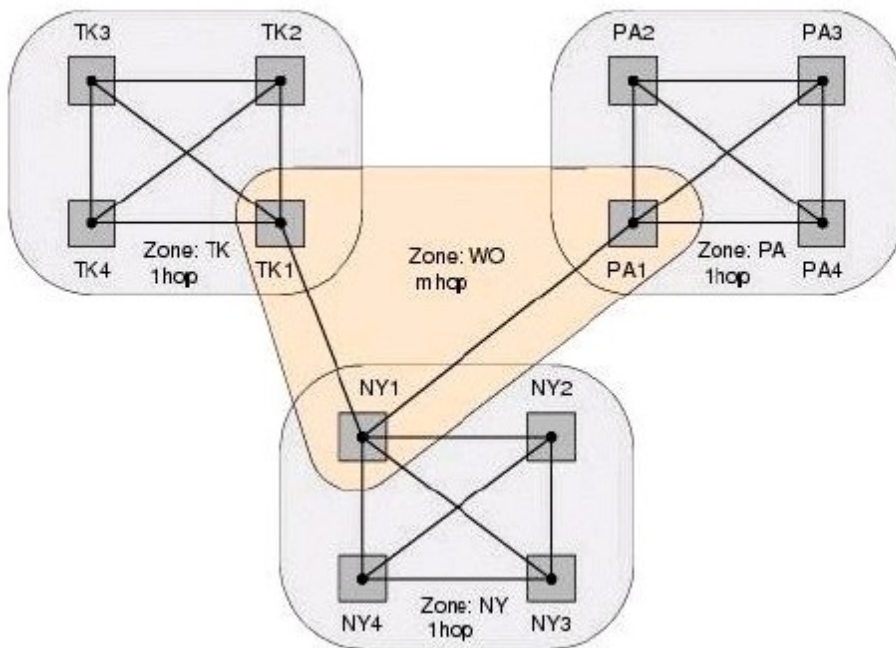 TK3
TK2
PA2
PA3
TK4
Zone: TK
1hop
TK1
Zone: WO
m hop
PA1
Zone: PA
1hop
PA4
NY1
NY2
NY4
Zone: NY
1hop
NY3